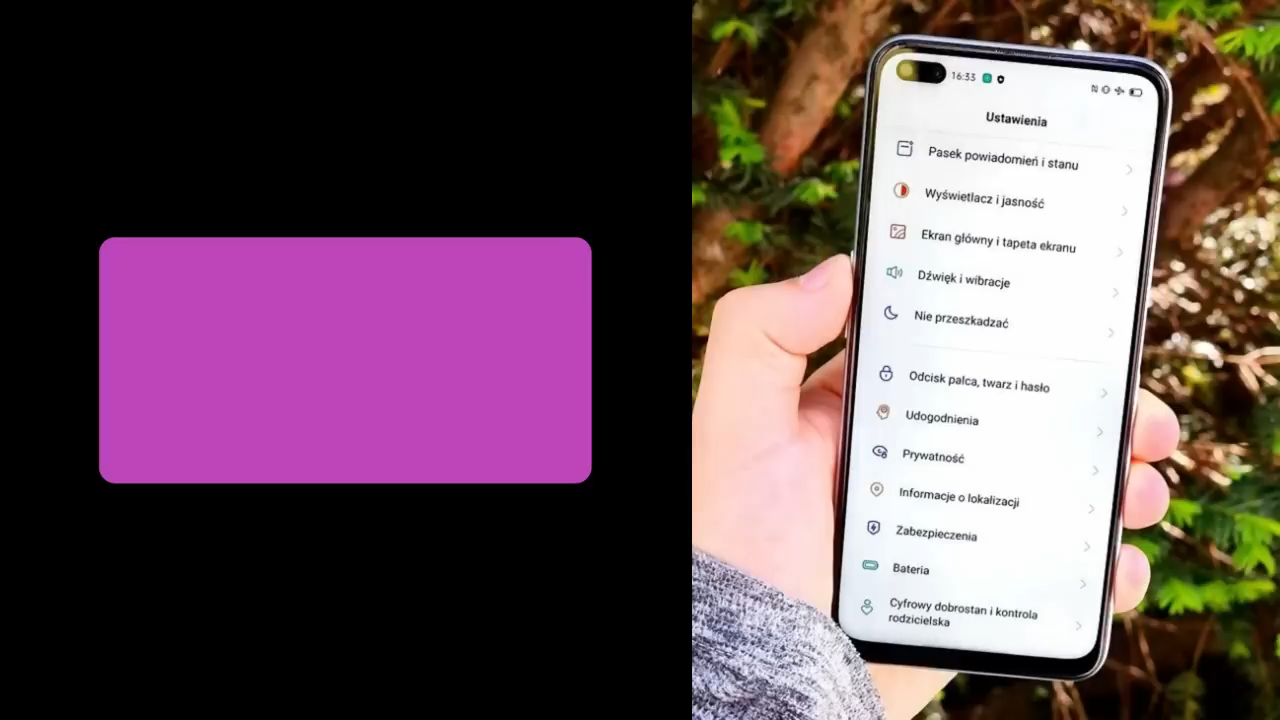 16:33
Ustawienia
Pasek powiadomień i stanu
Wyświetlacz i jasność
Ekran główny i tapeta ekranu
Dźwięk i wibracje
Nie przeszkadzać
Odcisk palca, twarz i hasło
Udogodnienia
Prywatność
Informacje o lokalizacji
Zabezpieczenia
Bateria
Cyfrowy dobrostan i kontrola
rodzicielska